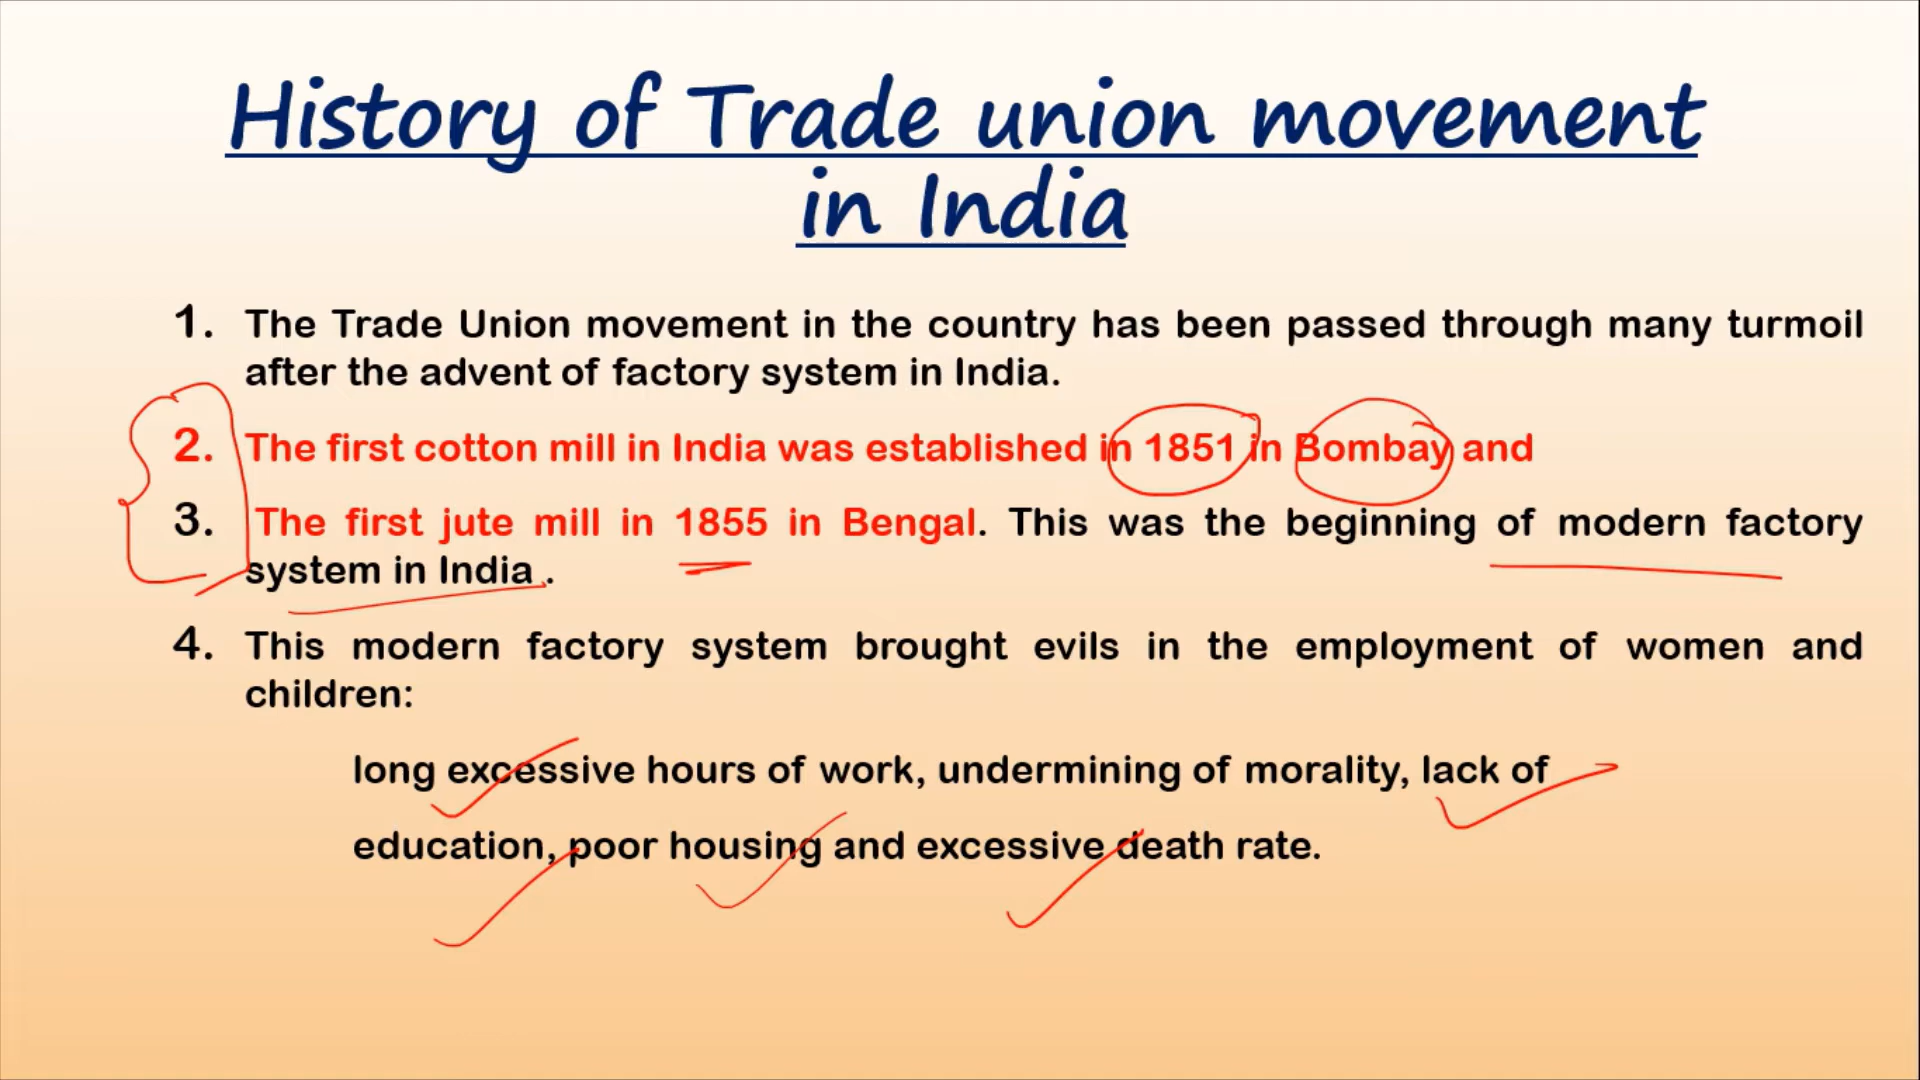 History of Trade union movement
in India
1. The Trade Union movement in the country has been passed through many turmoil
after the advent of factory system in India.
2. The first cotton mill in India was established in 1851 in Bombay and
3. The first jute mill in 1855 in Bengal. This was the beginning of modern factory
system in India .
4. This modern factory system brought evils in the employment of women and
children:
long excessive hours of work, undermining of morality, lack of
education, poor housing and excessive death rate.